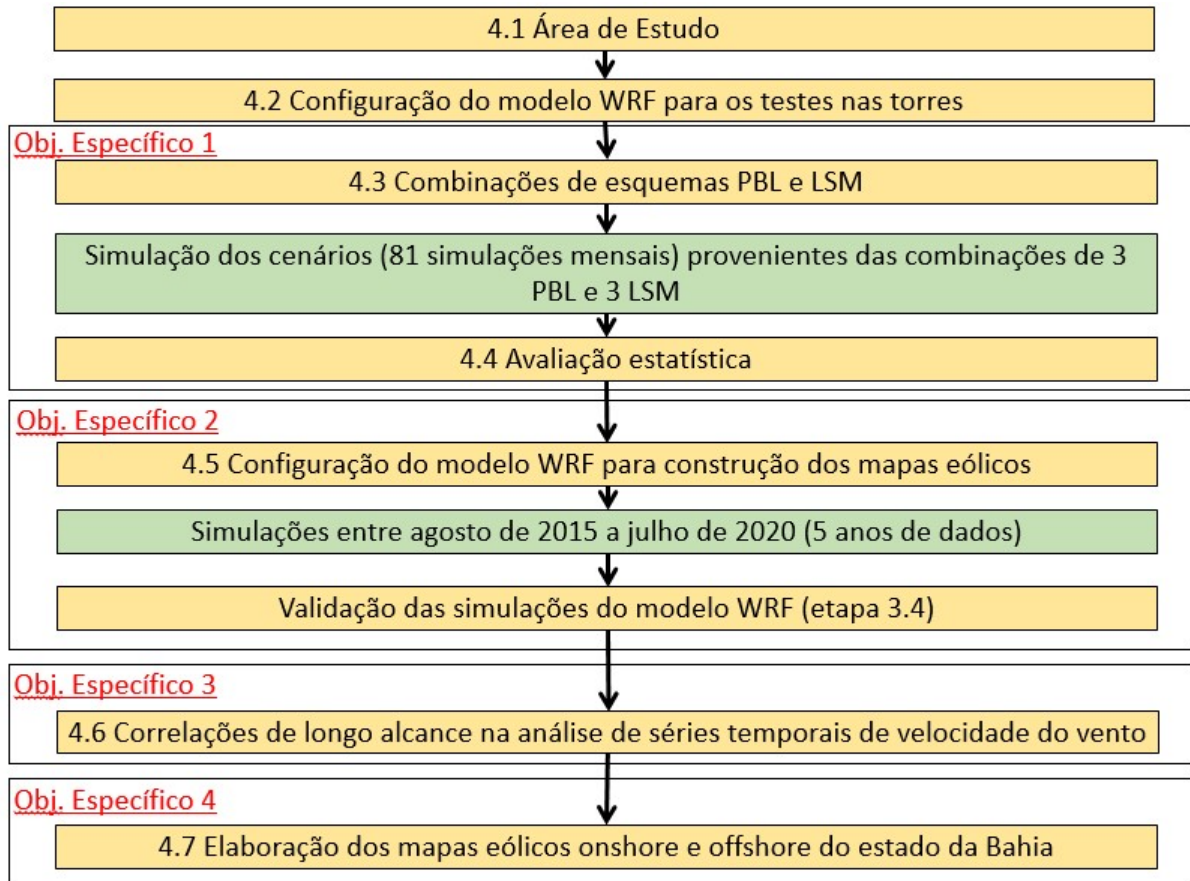 4.1 Área de Estudo
4.2 Configuração do modelo WRF para os testes nas torres
Obj. Específico 1
4.3 Combinações de esquemas PBL e LSM
Simulação dos cenários (81 simulações mensais) provenientes das combinações de 3
PBL e 3 LSM
4.4 Avaliação estatística
Obj. Específico 2
4.5 Configuração do modelo WRF para construção dos mapas eólicos
Simulações entre agosto de 2015 a julho de 2020 (5 anos de dados)
Validação das simulações do modelo WRF (etapa 3.4)
Obj. Específico 3
4.6 Correlações de longo alcance na análise de séries temporais de velocidade do vento
Obj. Específico 4
4.7 Elaboração dos mapas eólicos onshore e offshore do estado da Bahia